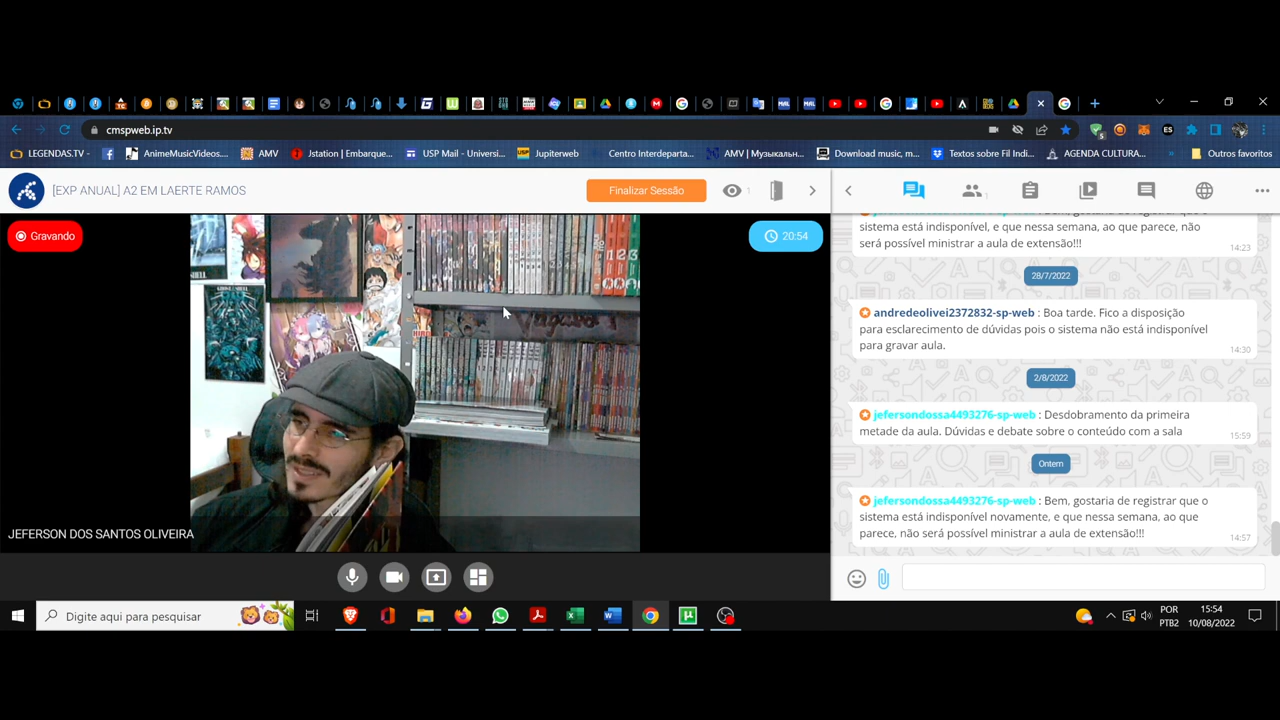 cmspweb.ip.tv
LEGENDAS.TV -
AnimeMusicVideos....
AMV
Jstation | Embarque...
USP Mail - Universi...
USP
Jupiterweb
Centro Interdeparta...
AMV | Музыкальн...
Download music, m...
Textos sobre Fil Indi...
AGENDA CULTURA...
»
Outros favoritos
[EXP ANUAL] A2 EM LAERTE RAMOS
Finalizar Sessão
1
1
Gravando
20:54
JEFERSON DOS SANTOS OLIVEIRA
sistema está indisponível, e que nessa semana, ao que parece, não
será possível ministrar a aula de extensão!!!
14:23
28/7/2022
andredeolivei2372832-sp-web : Boa tarde. Fico a disposição
para esclarecimento de dúvidas pois o sistema não está indisponível
para gravar aula.
14:30
2/8/2022
jefersondossa4493276-sp-web : Desdobramento da primeira
metade da aula. Dúvidas e debate sobre o conteúdo com a sala
15:59
Ontem
jefersondossa4493276-sp-web : Bem, gostaria de registrar que o
sistema está indisponível novamente, e que nessa semana, ao que
parece, não será possível ministrar a aula de extensão!!!
14:57
Digite aqui para pesquisar
POR
PTB2
15:54
10/08/2022